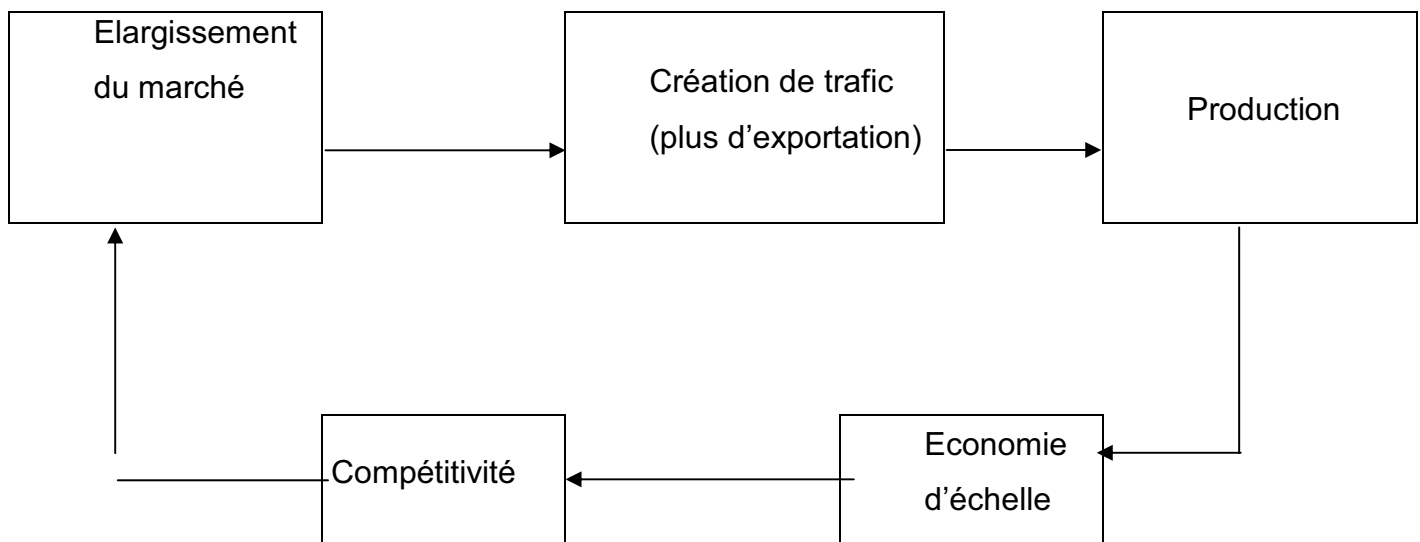 Elargissement
du marché
Création de trafic
(plus d’exportation)
Production
Compétitivité
Economie
d’échelle